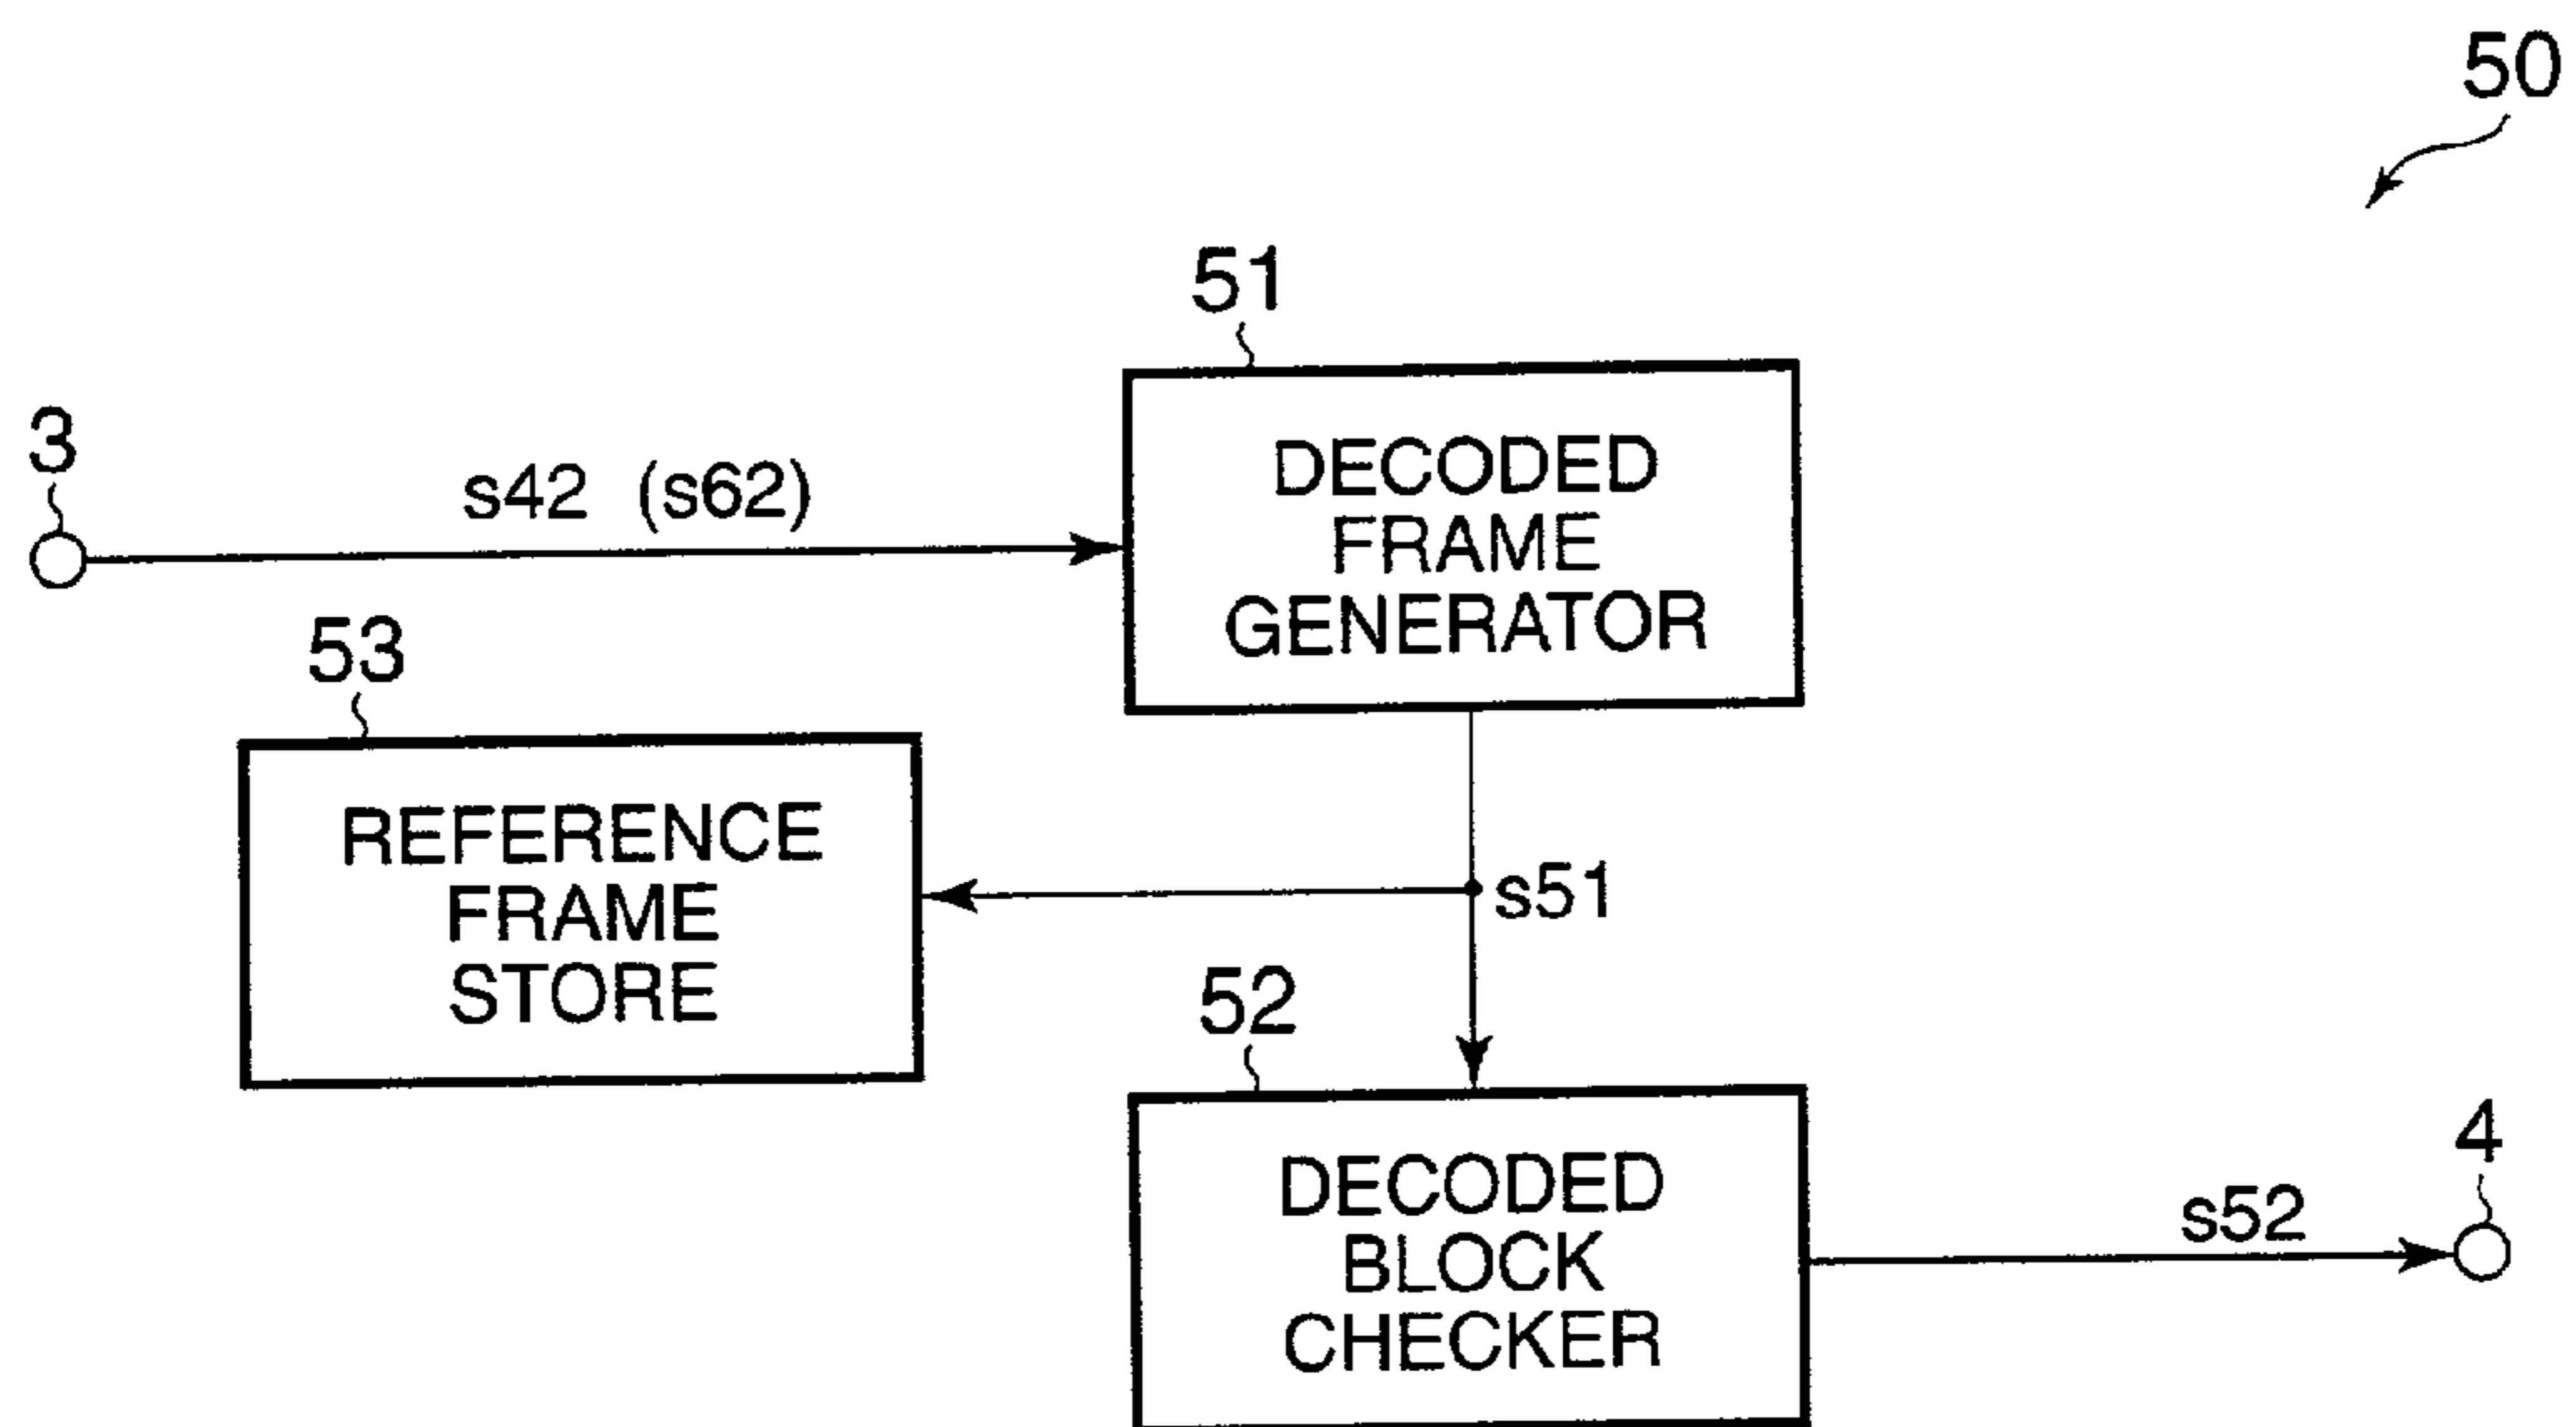 50
51
3
s42 (s62)
DECODED
FRAME
GENERATOR
53
REFERENCE
FRAME
STORE
s51
52
DECODED
BLOCK
CHECKER
4
s52